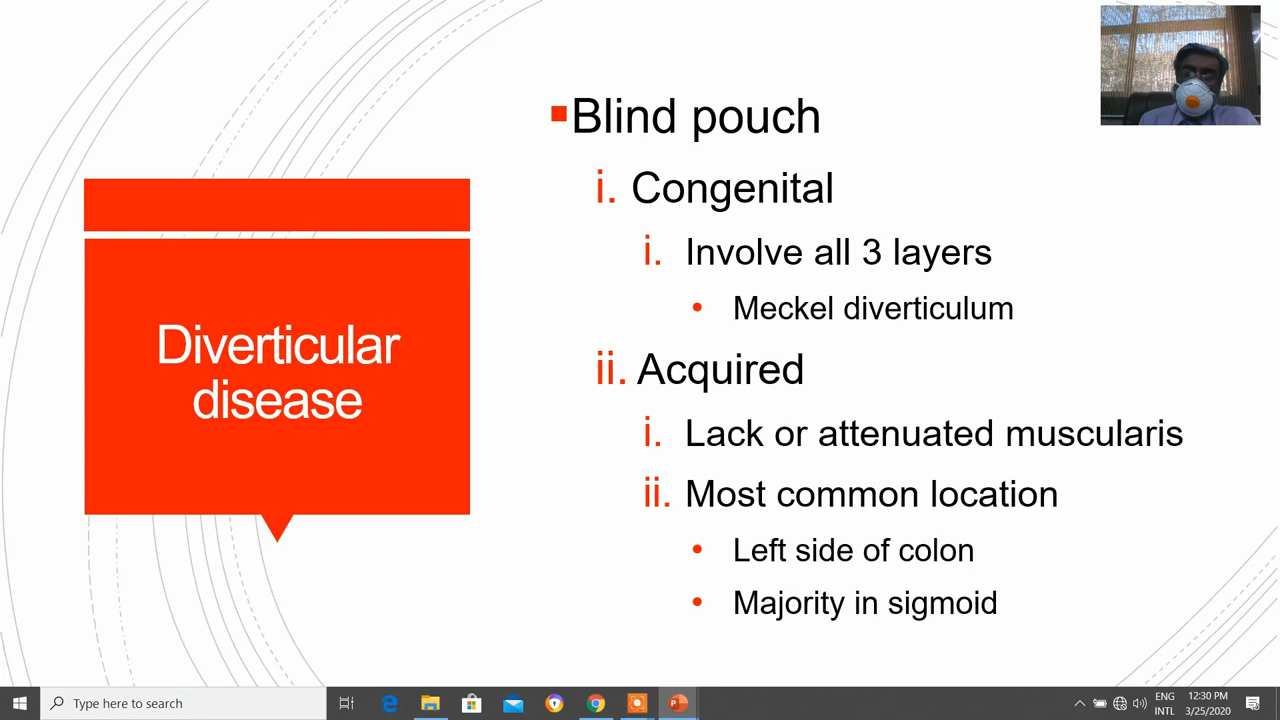 Diverticular
disease
▪Blind pouch
i. Congenital
i. Involve all 3 layers
• Meckel diverticulum
ii. Acquired
i. Lack or attenuated muscularis
ii. Most common location
• Left side of colon
• Majority in sigmoid
Type here to search
ENG
INTL
12:30 PM
3/25/2020